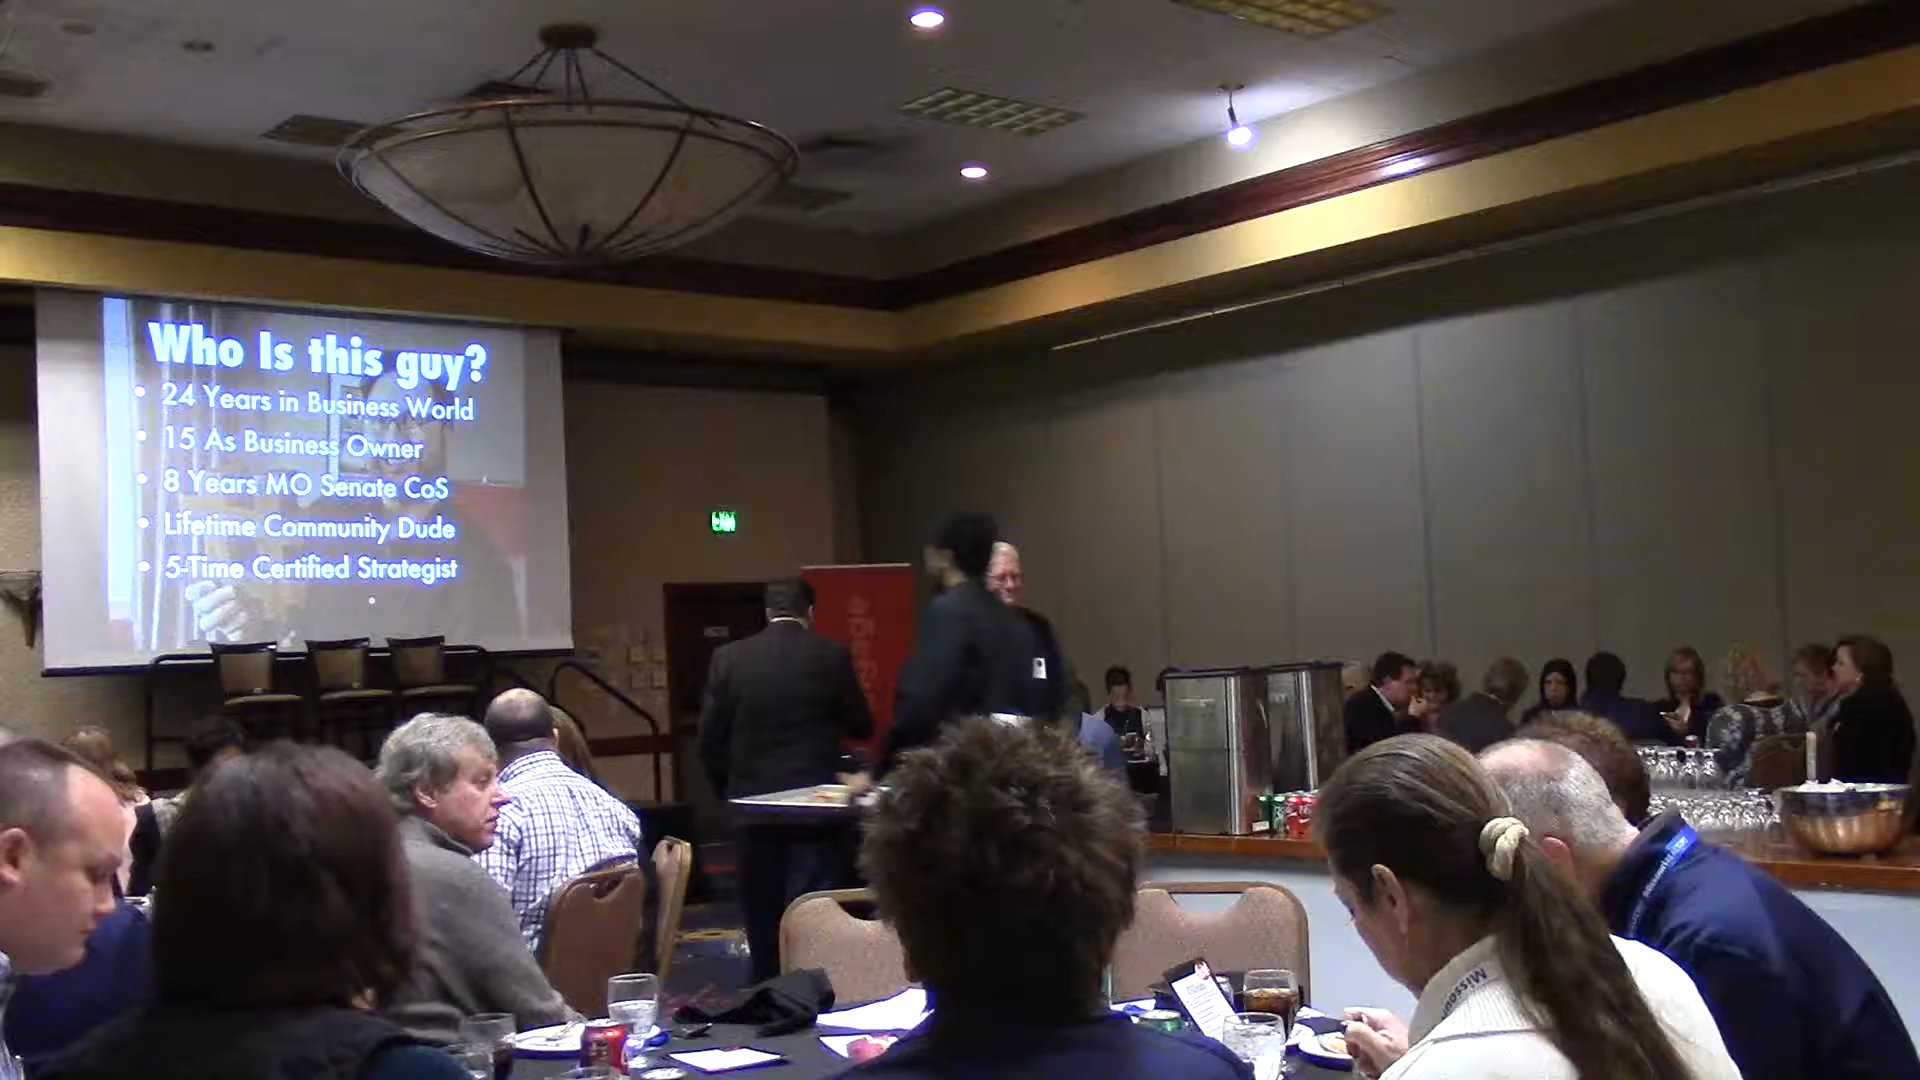 Who Is this guy?
• 24 Years in Business World
• 15 As Business Owner
• 8 Years MO Senate CoS
• Lifetime Community Dude
• 5-Time Certified Strategist